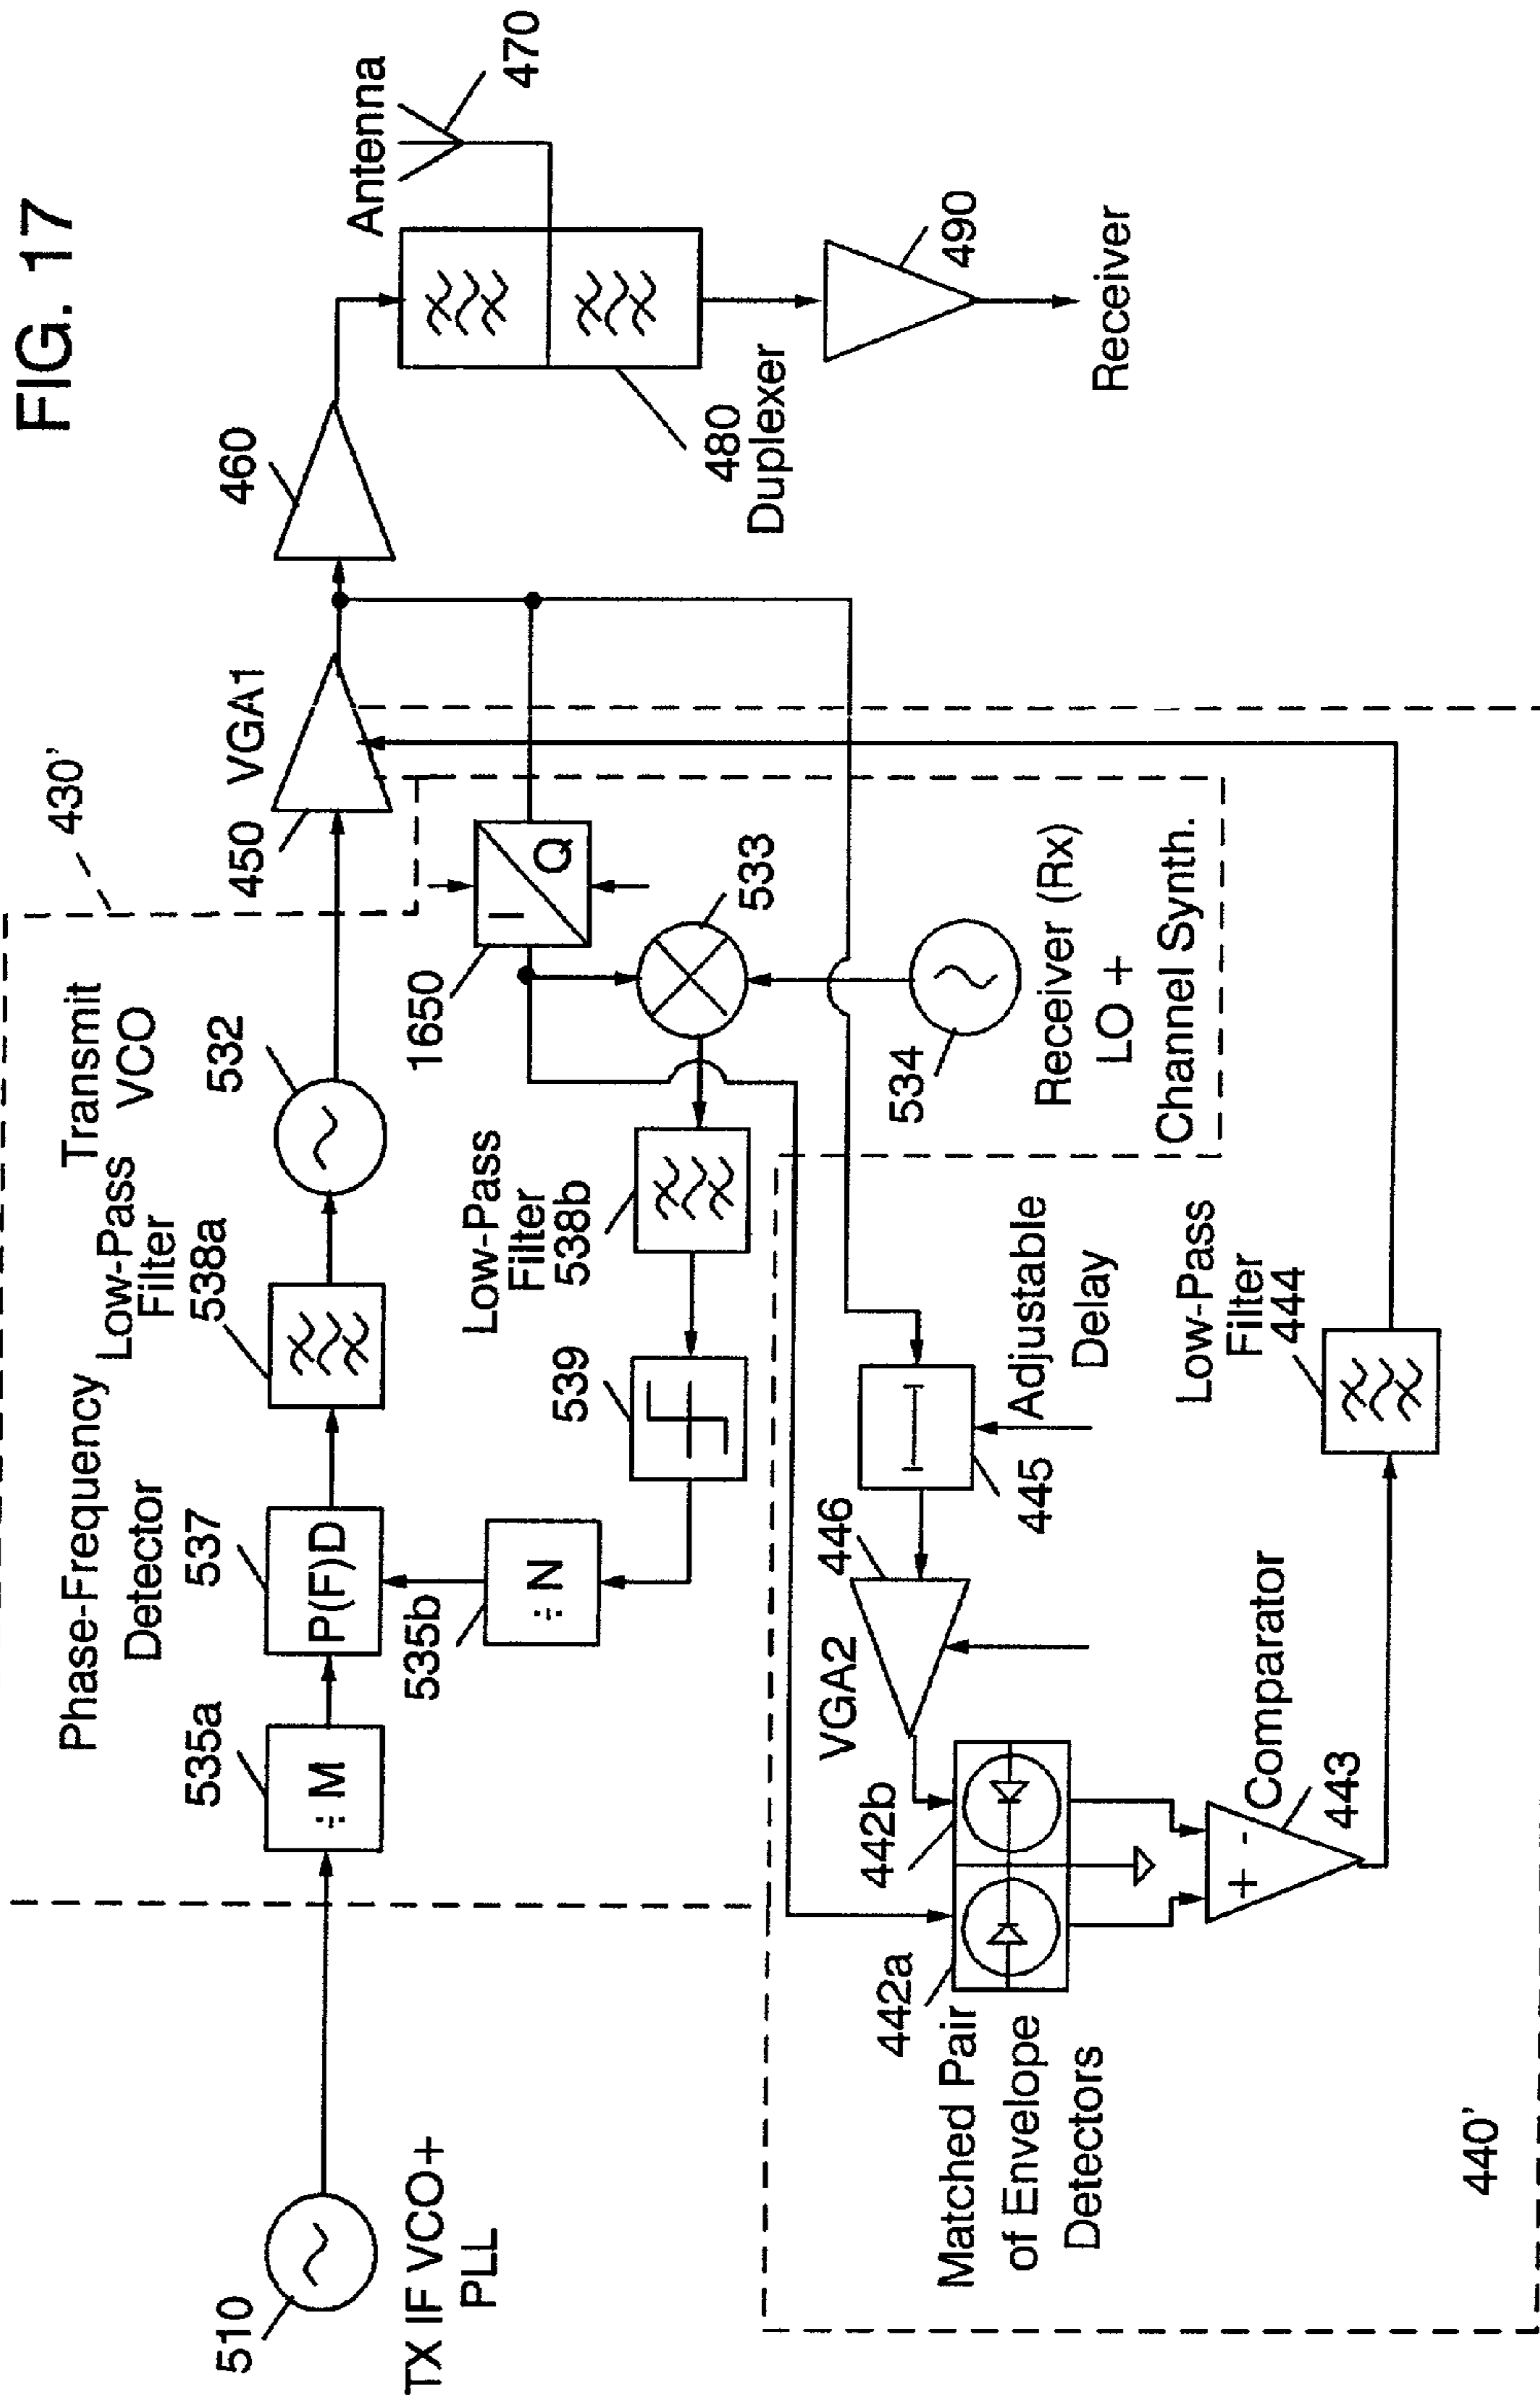 FIG. 17
430'
Phase-Frequency
Detector
537
P(F)D
535a
÷M
Low-Pass
Filter
538a
Transmit
VCO
532
450 VGA1
460
Antenna
470
480
Duplexer
490
Receiver
510
TX IF VCO+
PLL
535b
÷N
539
Low-Pass
Filter
538b
1650
I
Q
533
534
Receiver (Rx)
LO +
Channel Synth.
446
VGA2
445
Adjustable
Delay
442a
442b
Matched Pair
of Envelope
Detectors
+ -
Comparator
443
Low-Pass
Filter
444
440'